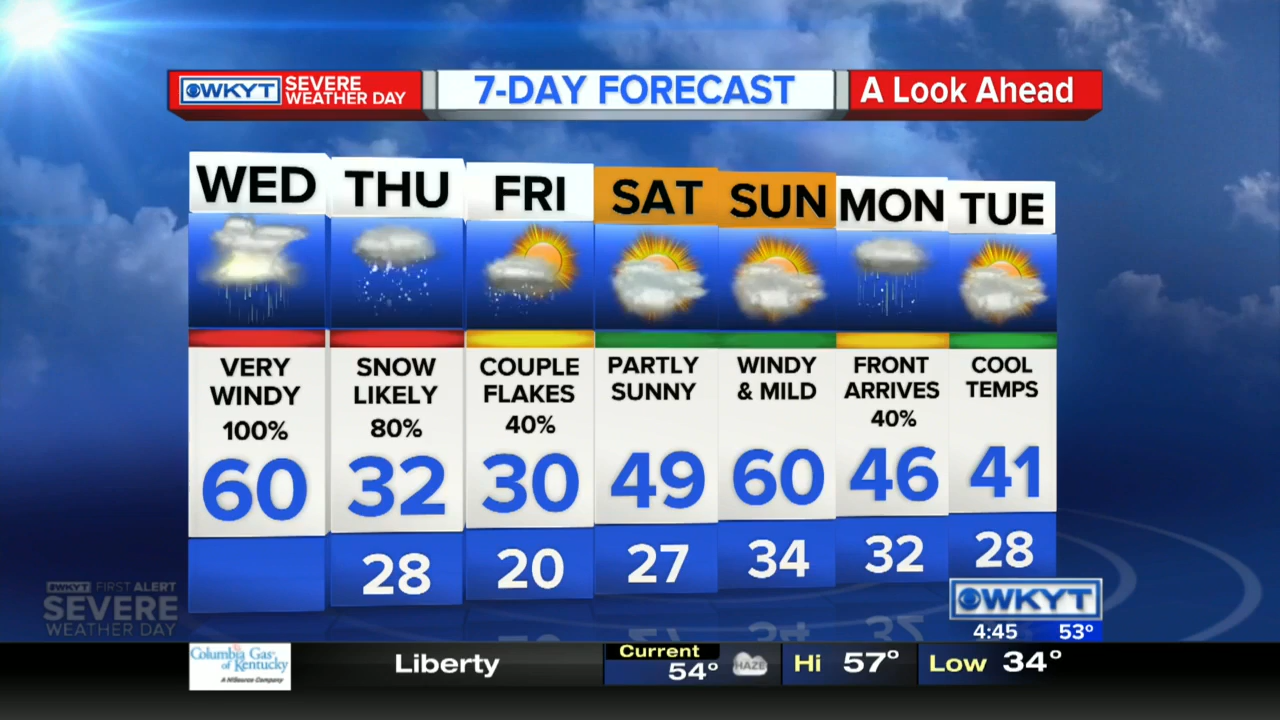 WKYT SEVERE WEATHER DAY
7-DAY FORECAST
A Look Ahead
WED
THU
FRI
SAT
SUN
MON
TUE
VERY
WINDY
100%
60
SNOW
LIKELY
80%
32
28
COUPLE
FLAKES
40%
30
20
PARTLY
SUNNY
49
27
WINDY
& MILD
60
34
FRONT
ARRIVES
40%
46
32
COOL
TEMPS
41
28
WKYT FIRST ALERT
SEVERE
WEATHER DAY
WKYT
4:45 53°
Columbia Gas
of Kentucky
A NiSource Company
Liberty
Current
54°
HAZE
Hi 57°
Low 34°